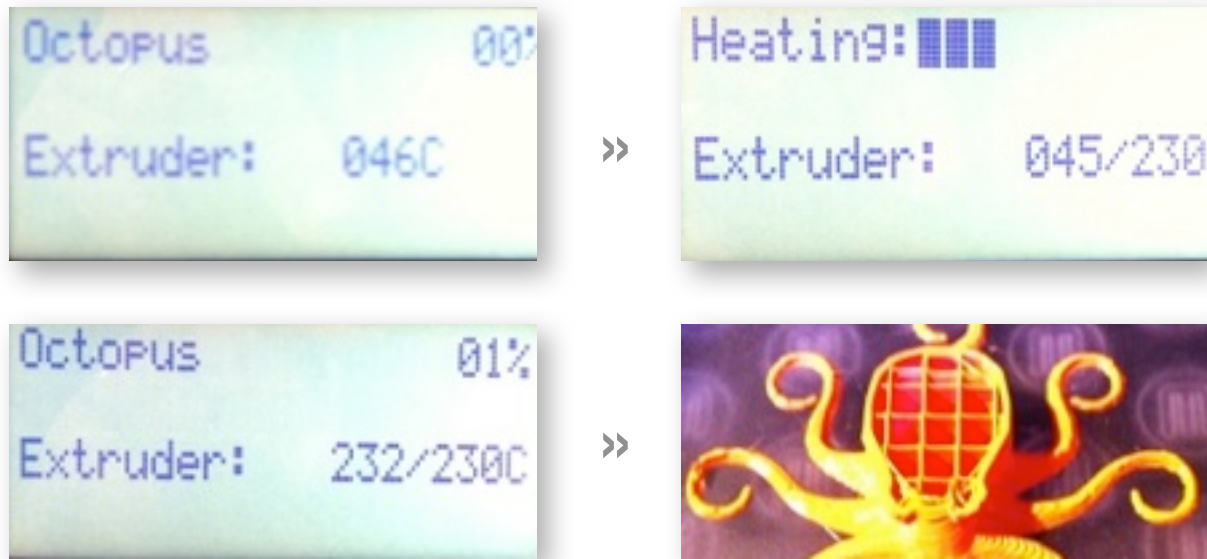 Octopus 00%
Extruder: 046C
»
Heating:
Extruder: 045/230
Octopus 01%
Extruder: 232/230C
»